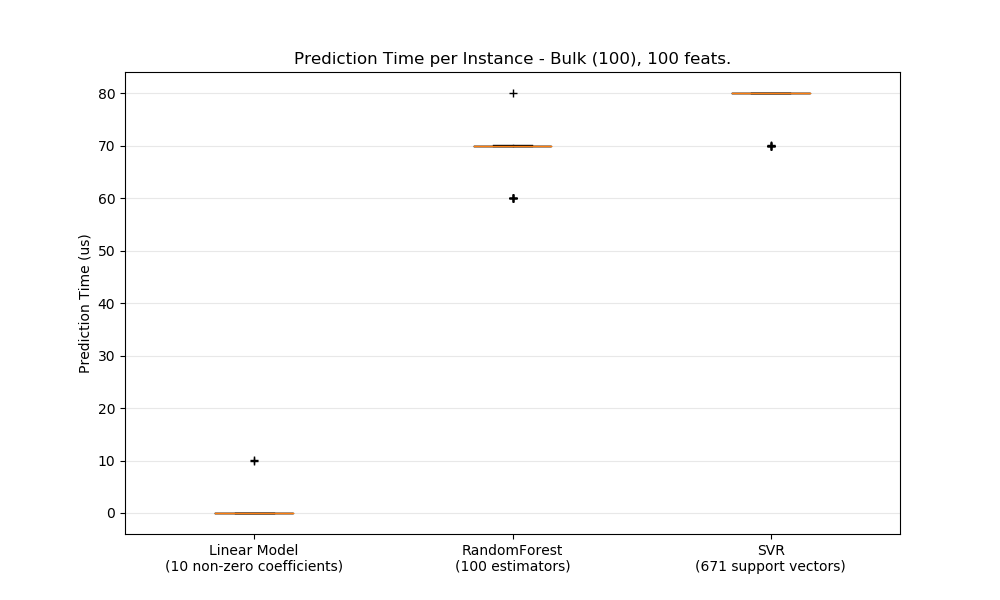 Prediction Time per Instance - Bulk (100), 100 feats.
80
70
60
50
40
30
20
10
0
Prediction Time (us)
Linear Model
(10 non-zero coefficients)
RandomForest
(100 estimators)
SVR
(671 support vectors)